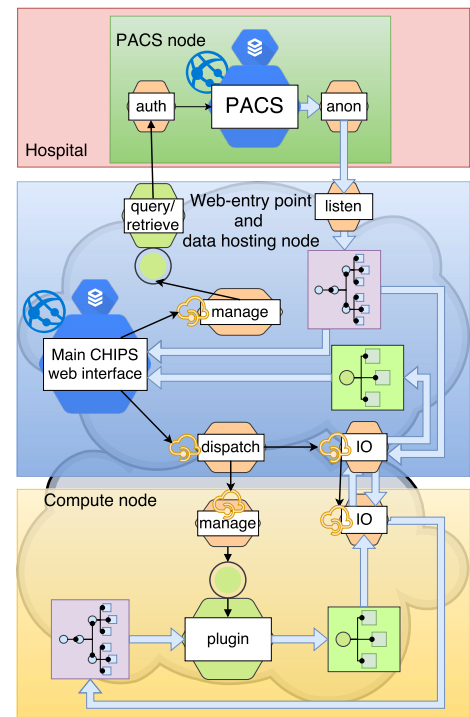 PACS node
auth
PACS
anon
Hospital
query/
retrieve
Web-entry point
and
data hosting node
listen
manage
Main CHIPS
web interface
dispatch
IO
Compute node
manage
IO
plugin